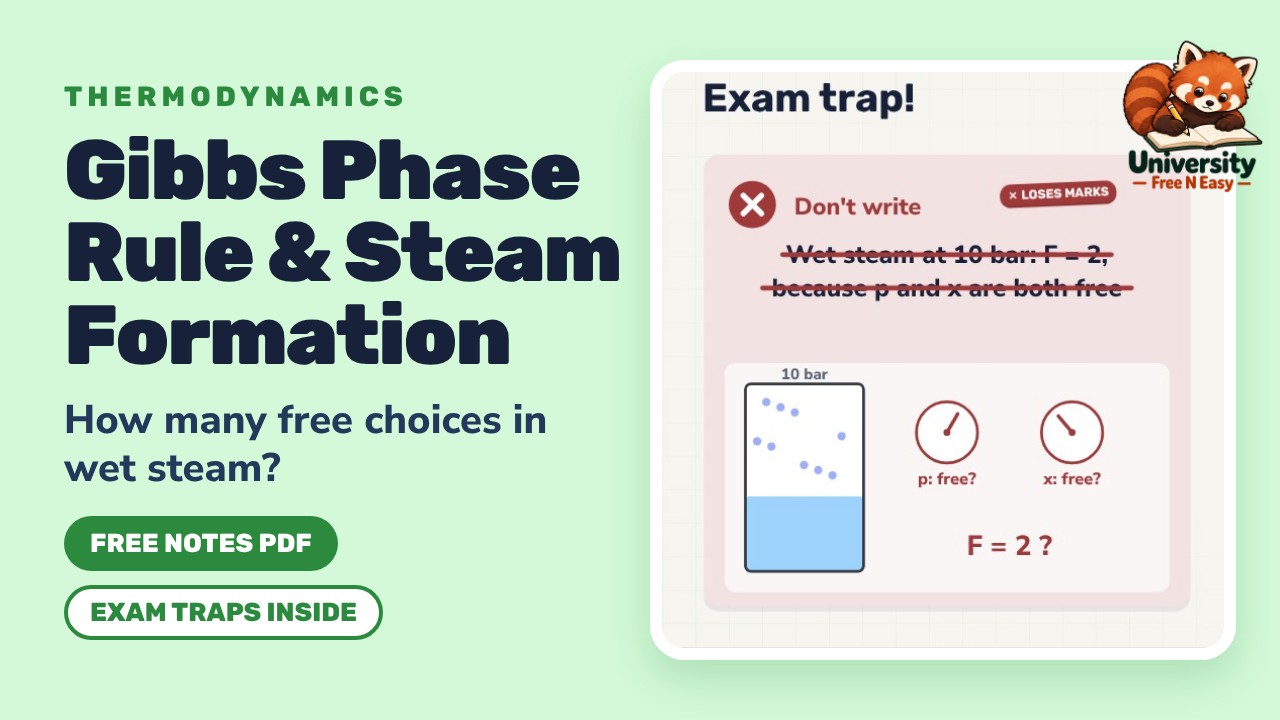 THERMODYNAMICS
Gibbs Phase
Rule & Steam
Formation
How many free choices in
wet steam?
FREE NOTES PDF
EXAM TRAPS INSIDE
Exam trap!
Don't write
× LOSES MARKS
Wet steam at 10 bar: F = 2,
because p and x are both free
10 bar
p: free?
x: free?
F = 2 ?
University
Free N Easy